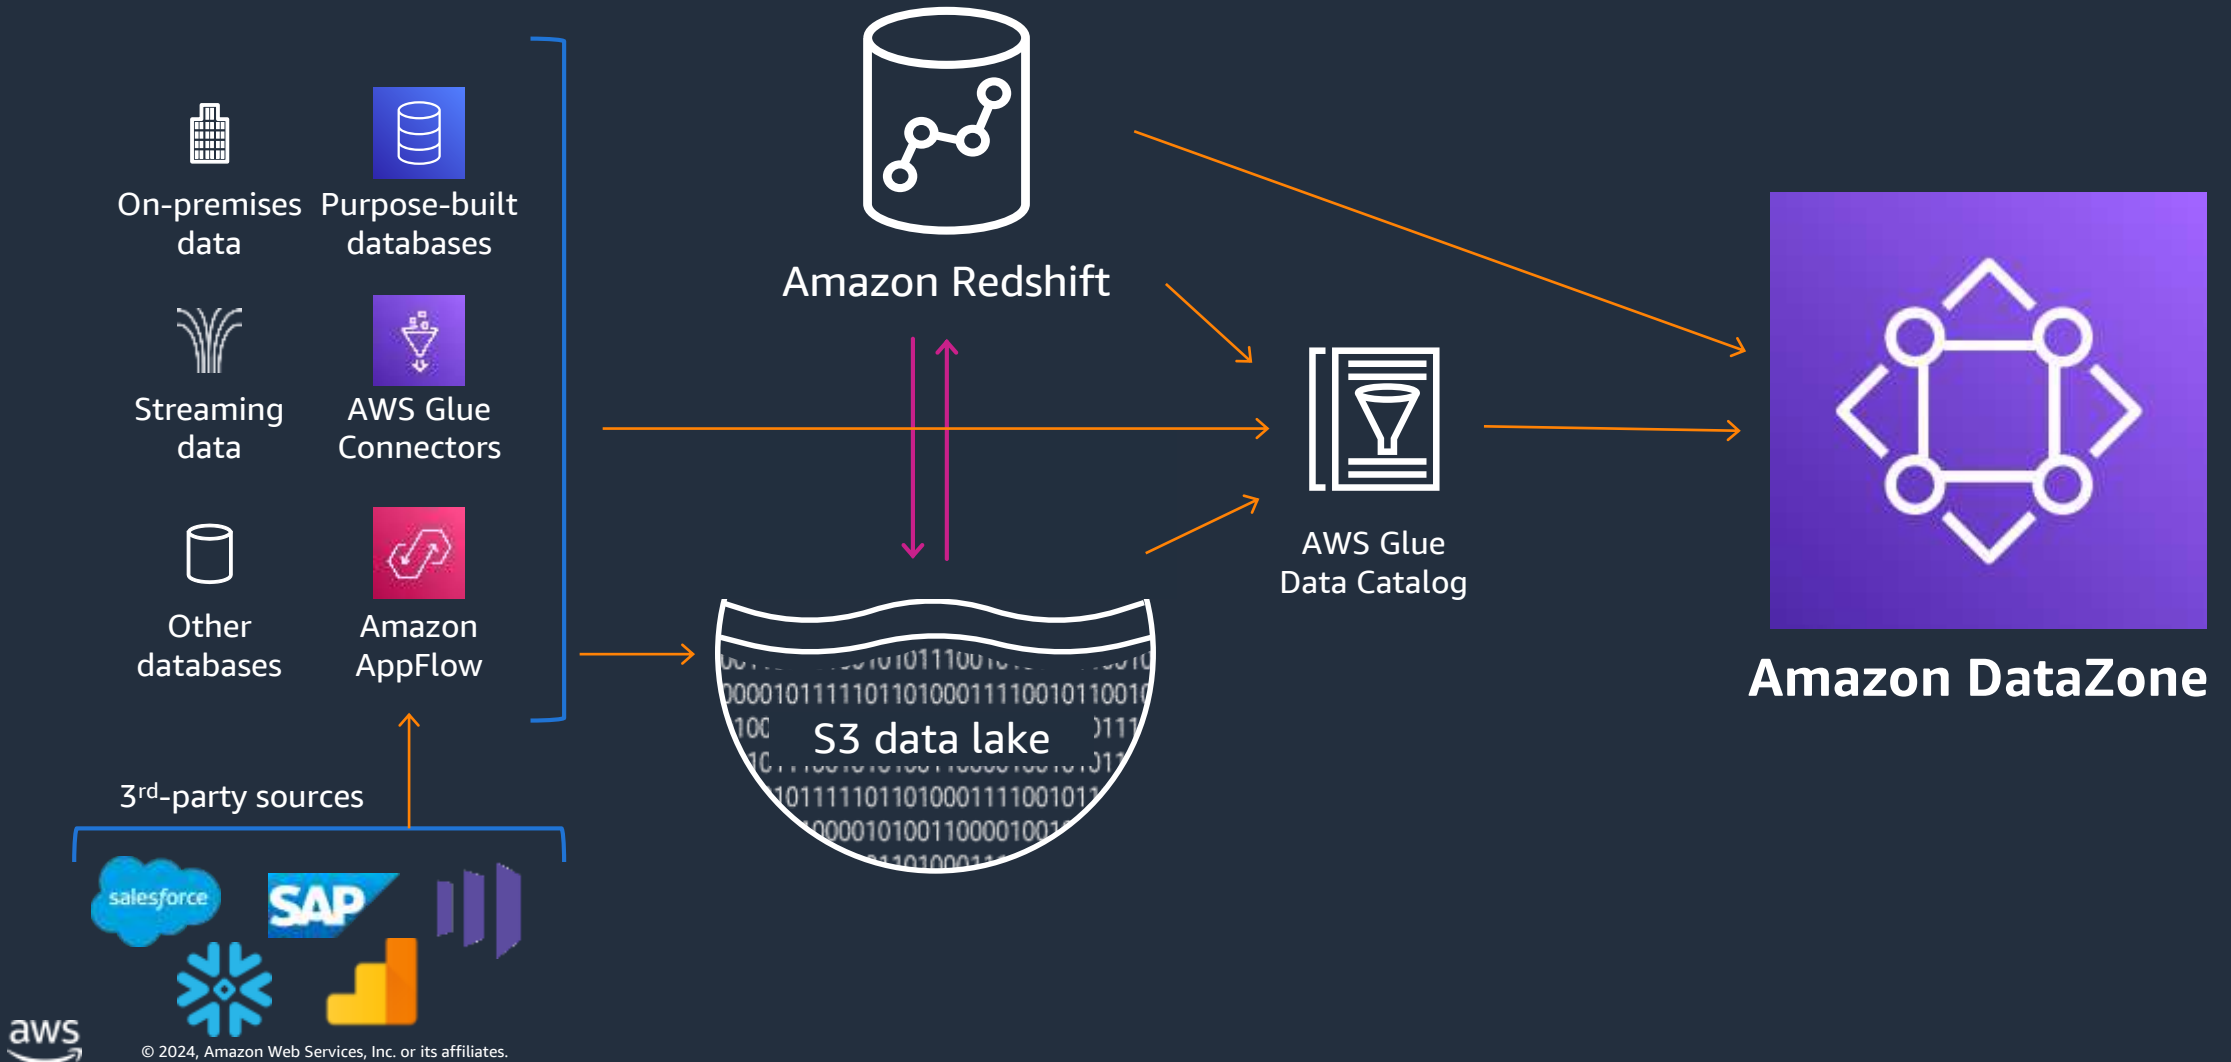 On-premises
data
Purpose-built
databases
Streaming
data
AWS Glue
Connectors
Other
databases
Amazon
AppFlow
3rd-party sources
salesforce
SAP
Amazon Redshift
S3 data lake
AWS Glue
Data Catalog
Amazon DataZone
aws
© 2024, Amazon Web Services, Inc. or its affiliates.